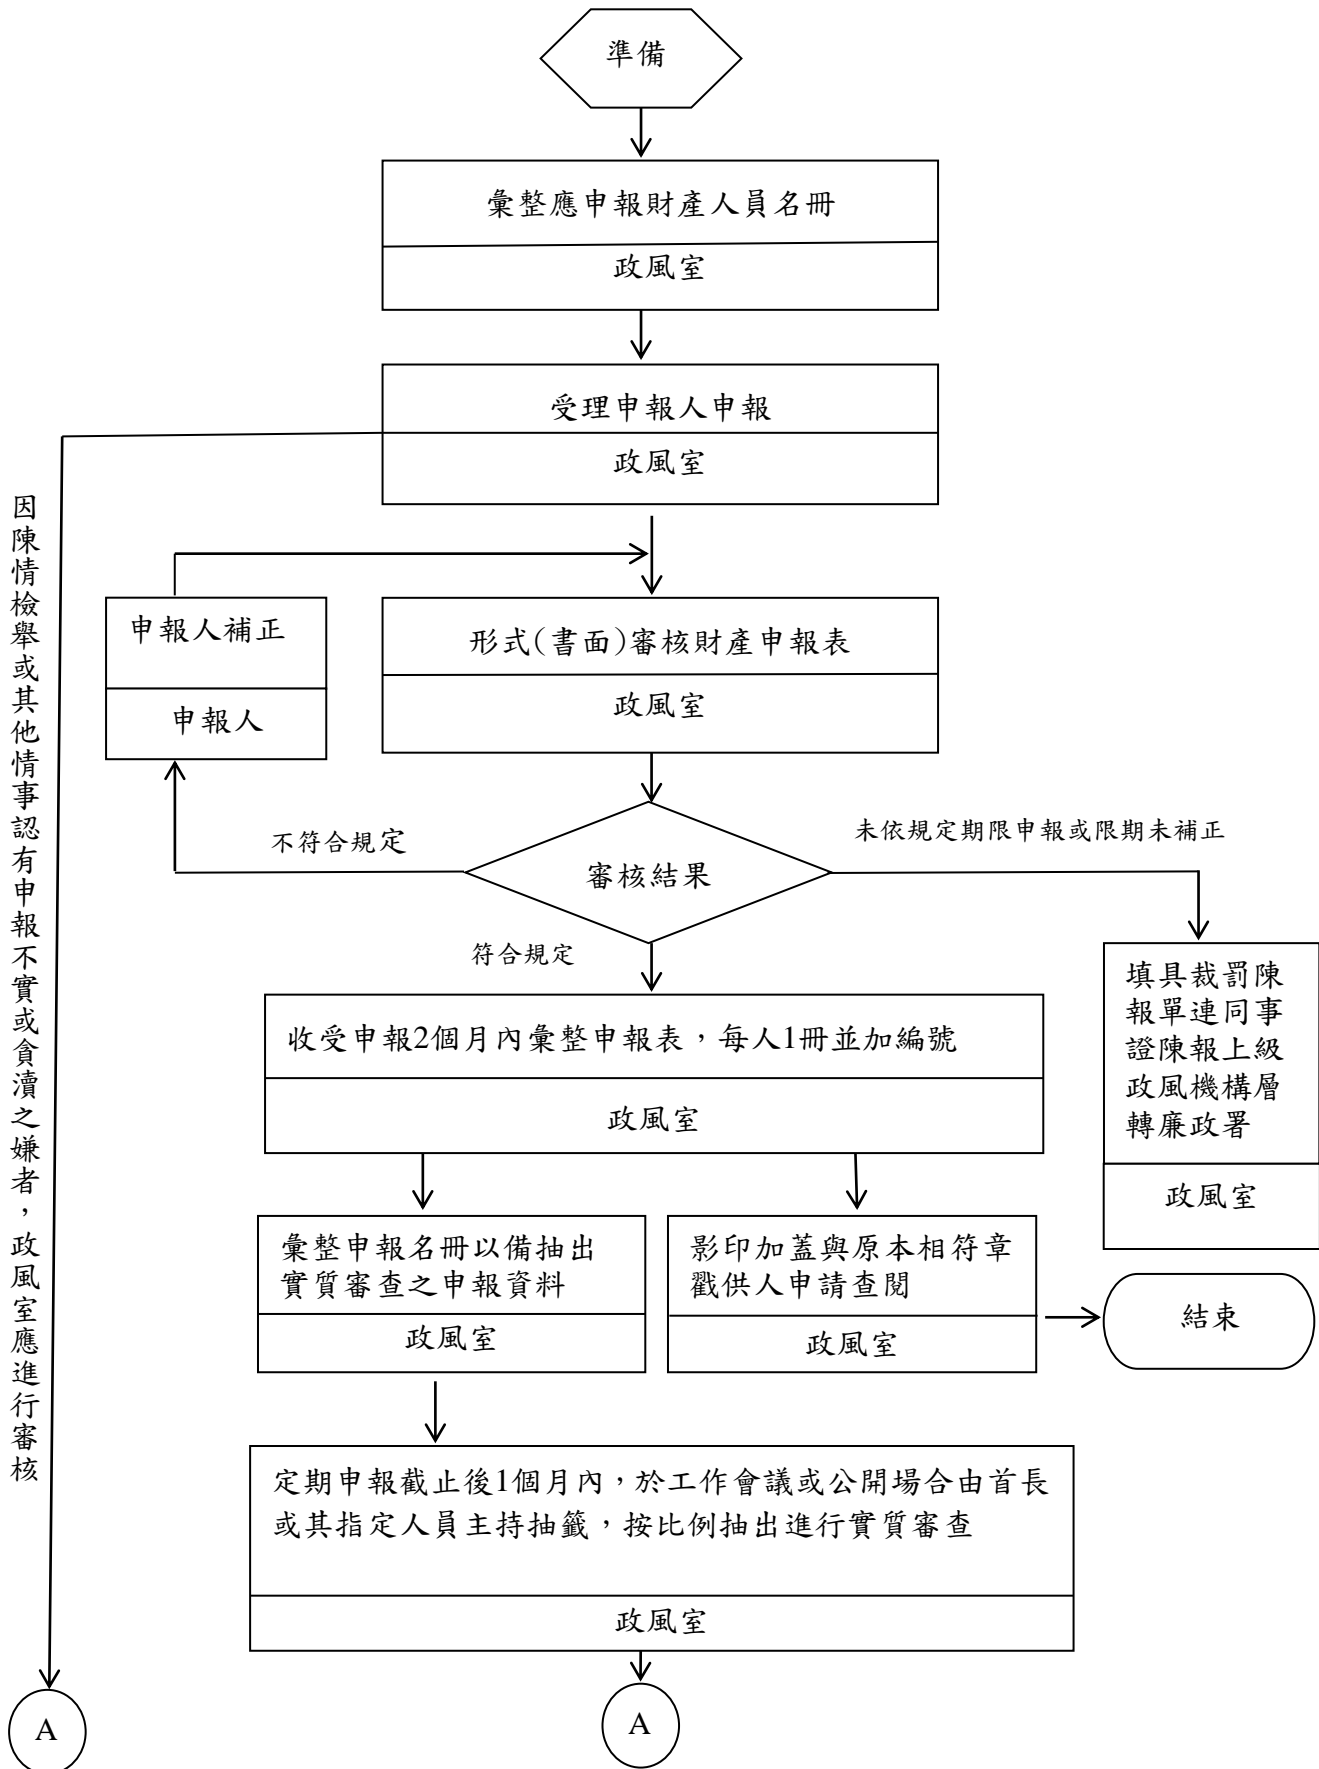 準備
彙整應申報財產人員名冊
政風室
受理申報人申報
政風室
因陳情檢舉或其他情事認有申報不實或貪瀆之嫌者，政風室應進行審核
申報人補正
申報人
形式(書面)審核財產申報表
政風室
不符合規定
審核結果
未依規定期限申報或限期未補正
符合規定
填具裁罰陳
報單連同事
證陳報上級
政風機構層
轉廉政署
政風室
收受申報2個月內彙整申報表，每人1冊並加編號
政風室
彙整申報名冊以備抽出
實質審查之申報資料
政風室
影印加蓋與原本相符章
戳供人申請查閱
政風室
結束
定期申報截止後1個月內，於工作會議或公開場合由首長
或其指定人員主持抽籤，按比例抽出進行實質審查
政風室
A
A